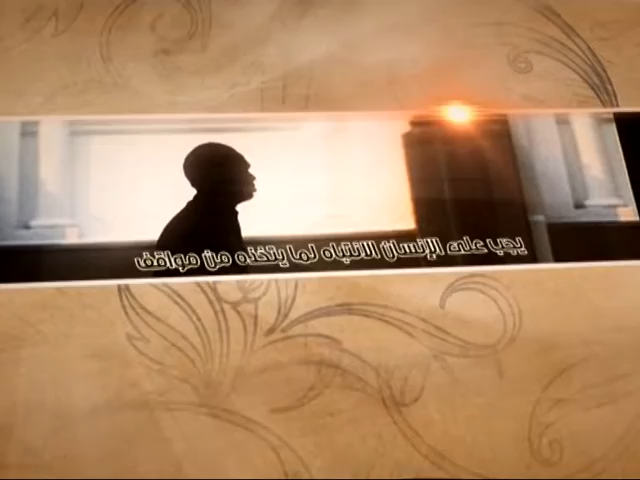 يجب على الإنسان الانتباه لما يتخذه من مواقف